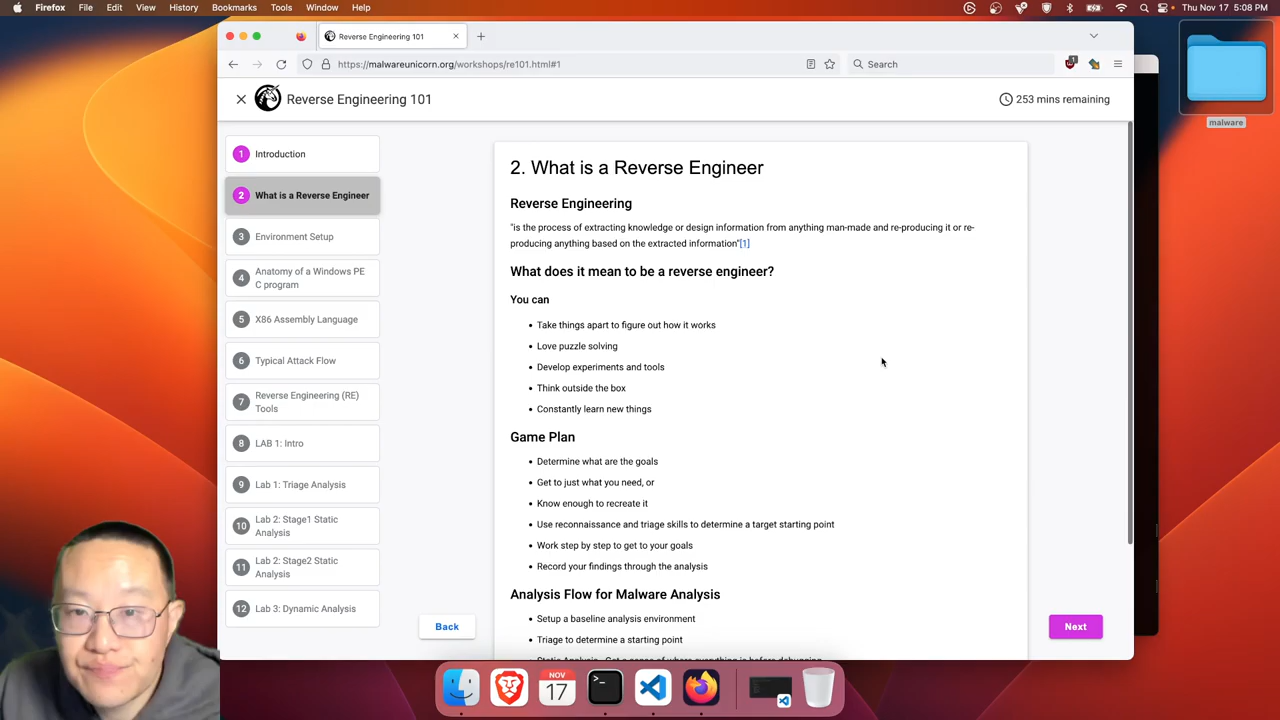 Firefox File Edit View History Bookmarks Tools Window Help Thu Nov 17 5:08 PM
Reverse Engineering 101
https://malwareunicorn.org/workshops/re101.html#1
Search
1
Reverse Engineering 101
253 mins remaining
malware
1 Introduction
2 What is a Reverse Engineer
3 Environment Setup
4 Anatomy of a Windows PE
C program
5 X86 Assembly Language
6 Typical Attack Flow
7 Reverse Engineering (RE)
Tools
8 LAB 1: Intro
9 Lab 1: Triage Analysis
10 Lab 2: Stage1 Static
Analysis
11 Lab 2: Stage2 Static
Analysis
12 Lab 3: Dynamic Analysis
2. What is a Reverse Engineer
Reverse Engineering
"is the process of extracting knowledge or design information from anything man-made and re-producing it or re-
producing anything based on the extracted information"[1]
What does it mean to be a reverse engineer?
You can
• Take things apart to figure out how it works
• Love puzzle solving
• Develop experiments and tools
• Think outside the box
• Constantly learn new things
Game Plan
• Determine what are the goals
• Get to just what you need, or
• Know enough to recreate it
• Use reconnaissance and triage skills to determine a target starting point
• Work step by step to get to your goals
• Record your findings through the analysis
Analysis Flow for Malware Analysis
• Setup a baseline analysis environment
• Triage to determine a starting point
• Static Analysis - Get a sense of where everything is before debugging
Back
Next
NOV
17